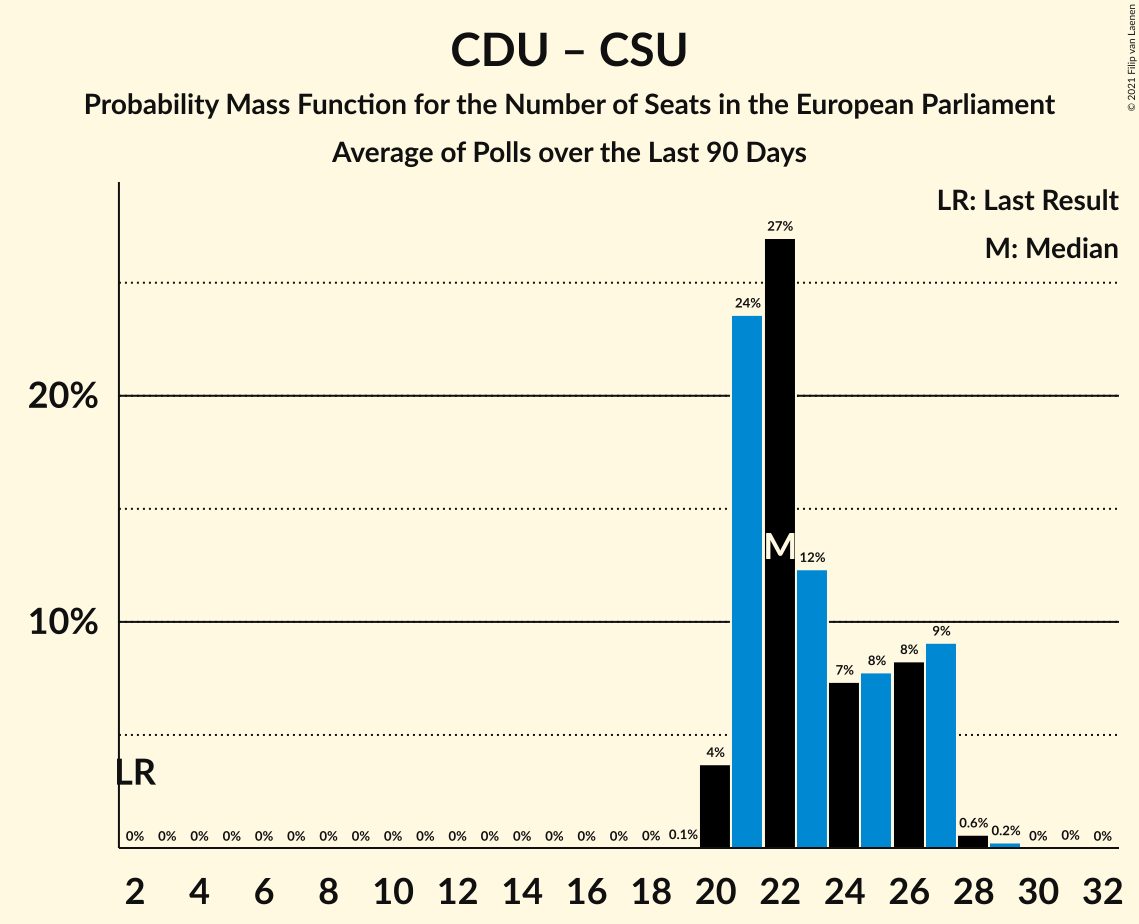 CDU – CSU
Probability Mass Function for the Number of Seats in the European Parliament
Average of Polls over the Last 90 Days
© 2021 Filip van Laenen
LR: Last Result
M: Median
27%
24%
20%
M
12%
10%
9%
8%
8%
7%
4%
LR
0% 0% 0% 0% 0% 0% 0% 0% 0% 0% 0% 0% 0% 0% 0% 0% 0% 0.1% 0.6% 0.2% 0% 0% 0%
2 4 6 8 10 12 14 16 18 20 22 24 26 28 30 32